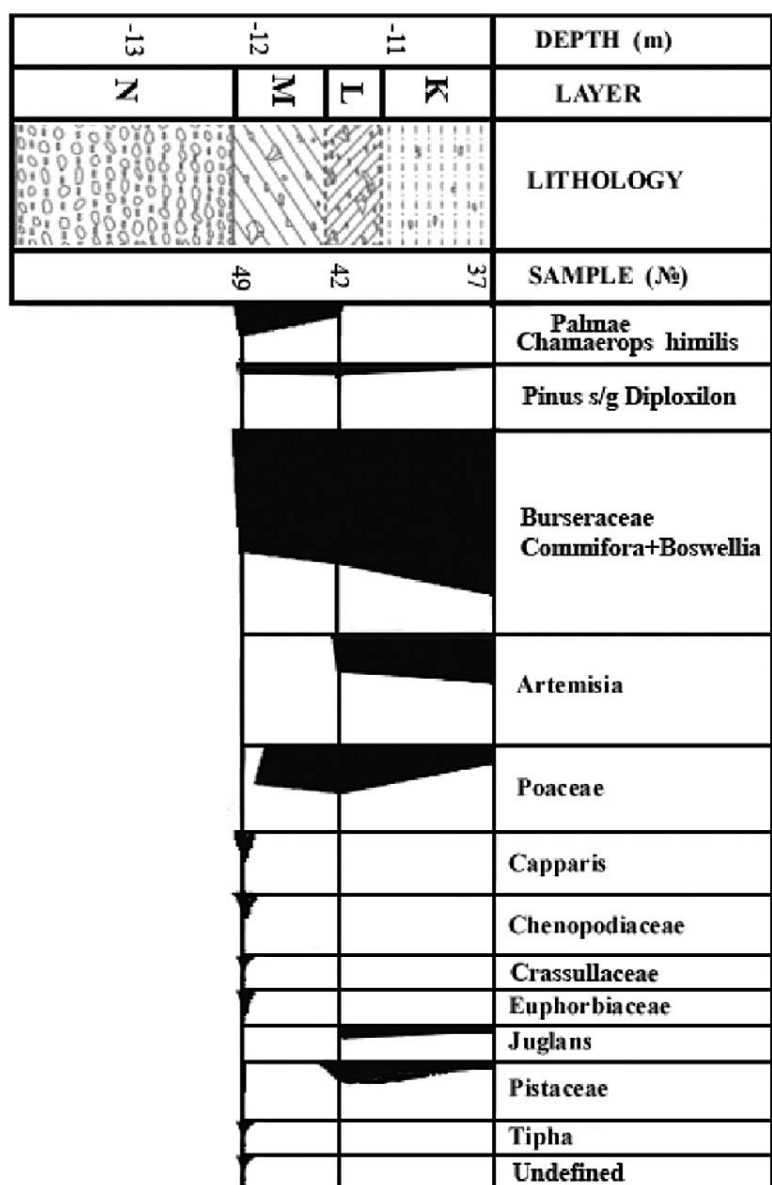 -13 -12 -11 DEPTH (m)
N M L K LAYER
LITHOLOGY
49 42 37 SAMPLE (№)
Palmae
Chamaerops himilis
Pinus s/g Diploxilon
Burseraceae
Commifora+Boswellia
Artemisia
Poaceae
Capparis
Chenopodiaceae
Crassullaceae
Euphorbiaceae
Juglans
Pistaceae
Tipha
Undefined